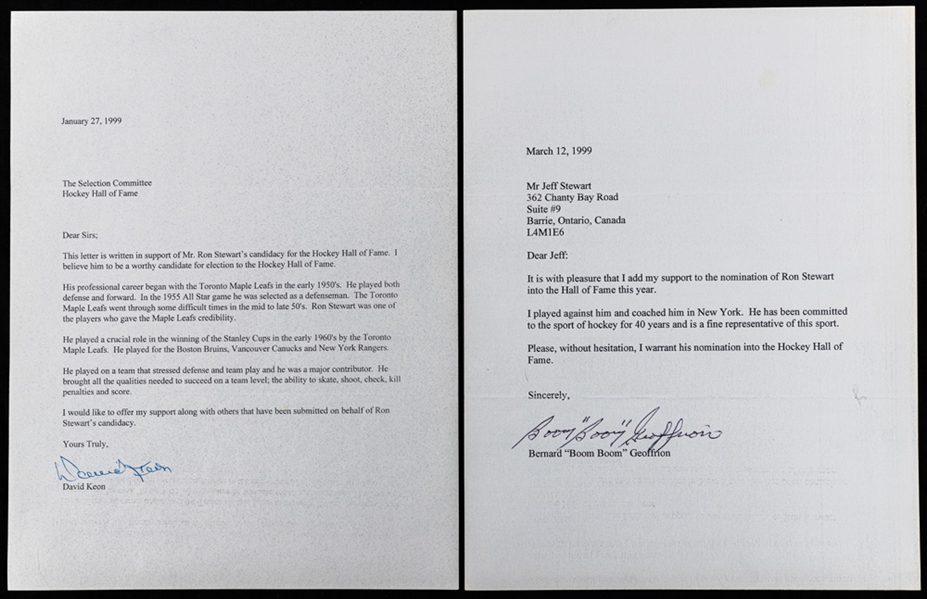 January 27, 1999
The Selection Committee
Hockey Hall of Fame
Dear Sirs;
This letter is written in support of Mr. Ron Stewart's candidacy for the Hockey Hall of Fame. I
believe him to be a worthy candidate for election to the Hockey Hall of Fame.
His professional career began with the Toronto Maple Leafs in the early 1950's. He played both
defense and forward. In the 1955 All Star game he was selected as a defenseman. The Toronto
Maple Leafs went through some difficult times in the mid to late 50's. Ron Stewart was one of
the players who gave the Maple Leafs credibility.
He played a crucial role in the winning of the Stanley Cups in the early 1960's by the Toronto
Maple Leafs. He played for the Boston Bruins, Vancouver Canucks and New York Rangers.
He played on a team that stressed defense and team play and he was a major contributor. He
brought all the qualities needed to succeed on a team level; the ability to skate, shoot, check, kill
penalties and score.
I would like to offer my support along with others that have been submitted on behalf of Ron
Stewart's candidacy.
Yours Truly,
David Keon
David Keon
March 12, 1999
Mr Jeff Stewart
362 Chanty Bay Road
Suite #9
Barrie, Ontario, Canada
L4M1E6
Dear Jeff:
It is with pleasure that I add my support to the nomination of Ron Stewart
into the Hall of Fame this year.
I played against him and coached him in New York. He has been committed
to the sport of hockey for 40 years and is a fine representative of this sport.
Please, without hesitation, I warrant his nomination into the Hockey Hall of
Fame.
Sincerely,
Boom "Boom" Geoffrion
Bernard "Boom Boom" Geoffrion